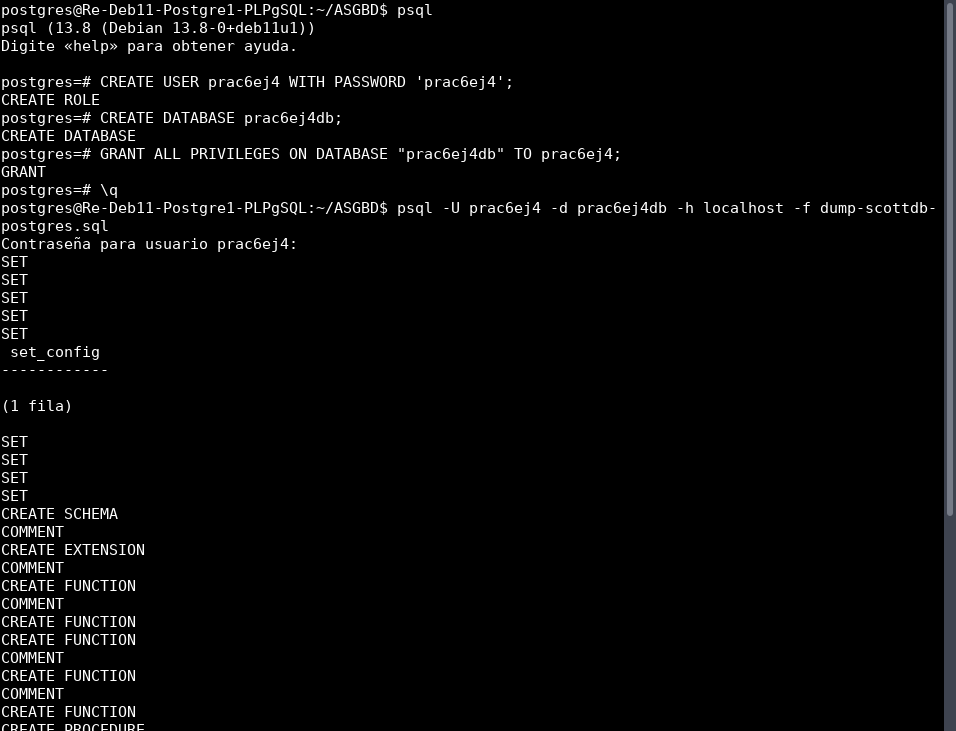 postgres@Re-Deb11-Postgre1-PLPgSQL:~/ASGBD$ psql
psql (13.8 (Debian 13.8-0+deb11u1))
Digite «help» para obtener ayuda.
postgres=# CREATE USER prac6ej4 WITH PASSWORD 'prac6ej4';
CREATE ROLE
postgres=# CREATE DATABASE prac6ej4db;
CREATE DATABASE
postgres=# GRANT ALL PRIVILEGES ON DATABASE "prac6ej4db" TO prac6ej4;
GRANT
postgres=# \q
postgres@Re-Deb11-Postgre1-PLPgSQL:~/ASGBD$ psql -U prac6ej4 -d prac6ej4db -h localhost -f dump-scottdb-
postgres.sql
Contraseña para usuario prac6ej4:
SET
SET
SET
SET
SET
 set_config
------------
(1 fila)
SET
SET
SET
SET
CREATE SCHEMA
COMMENT
CREATE EXTENSION
COMMENT
CREATE FUNCTION
COMMENT
CREATE FUNCTION
CREATE FUNCTION
COMMENT
CREATE FUNCTION
COMMENT
CREATE FUNCTION
CREATE PROCEDURE